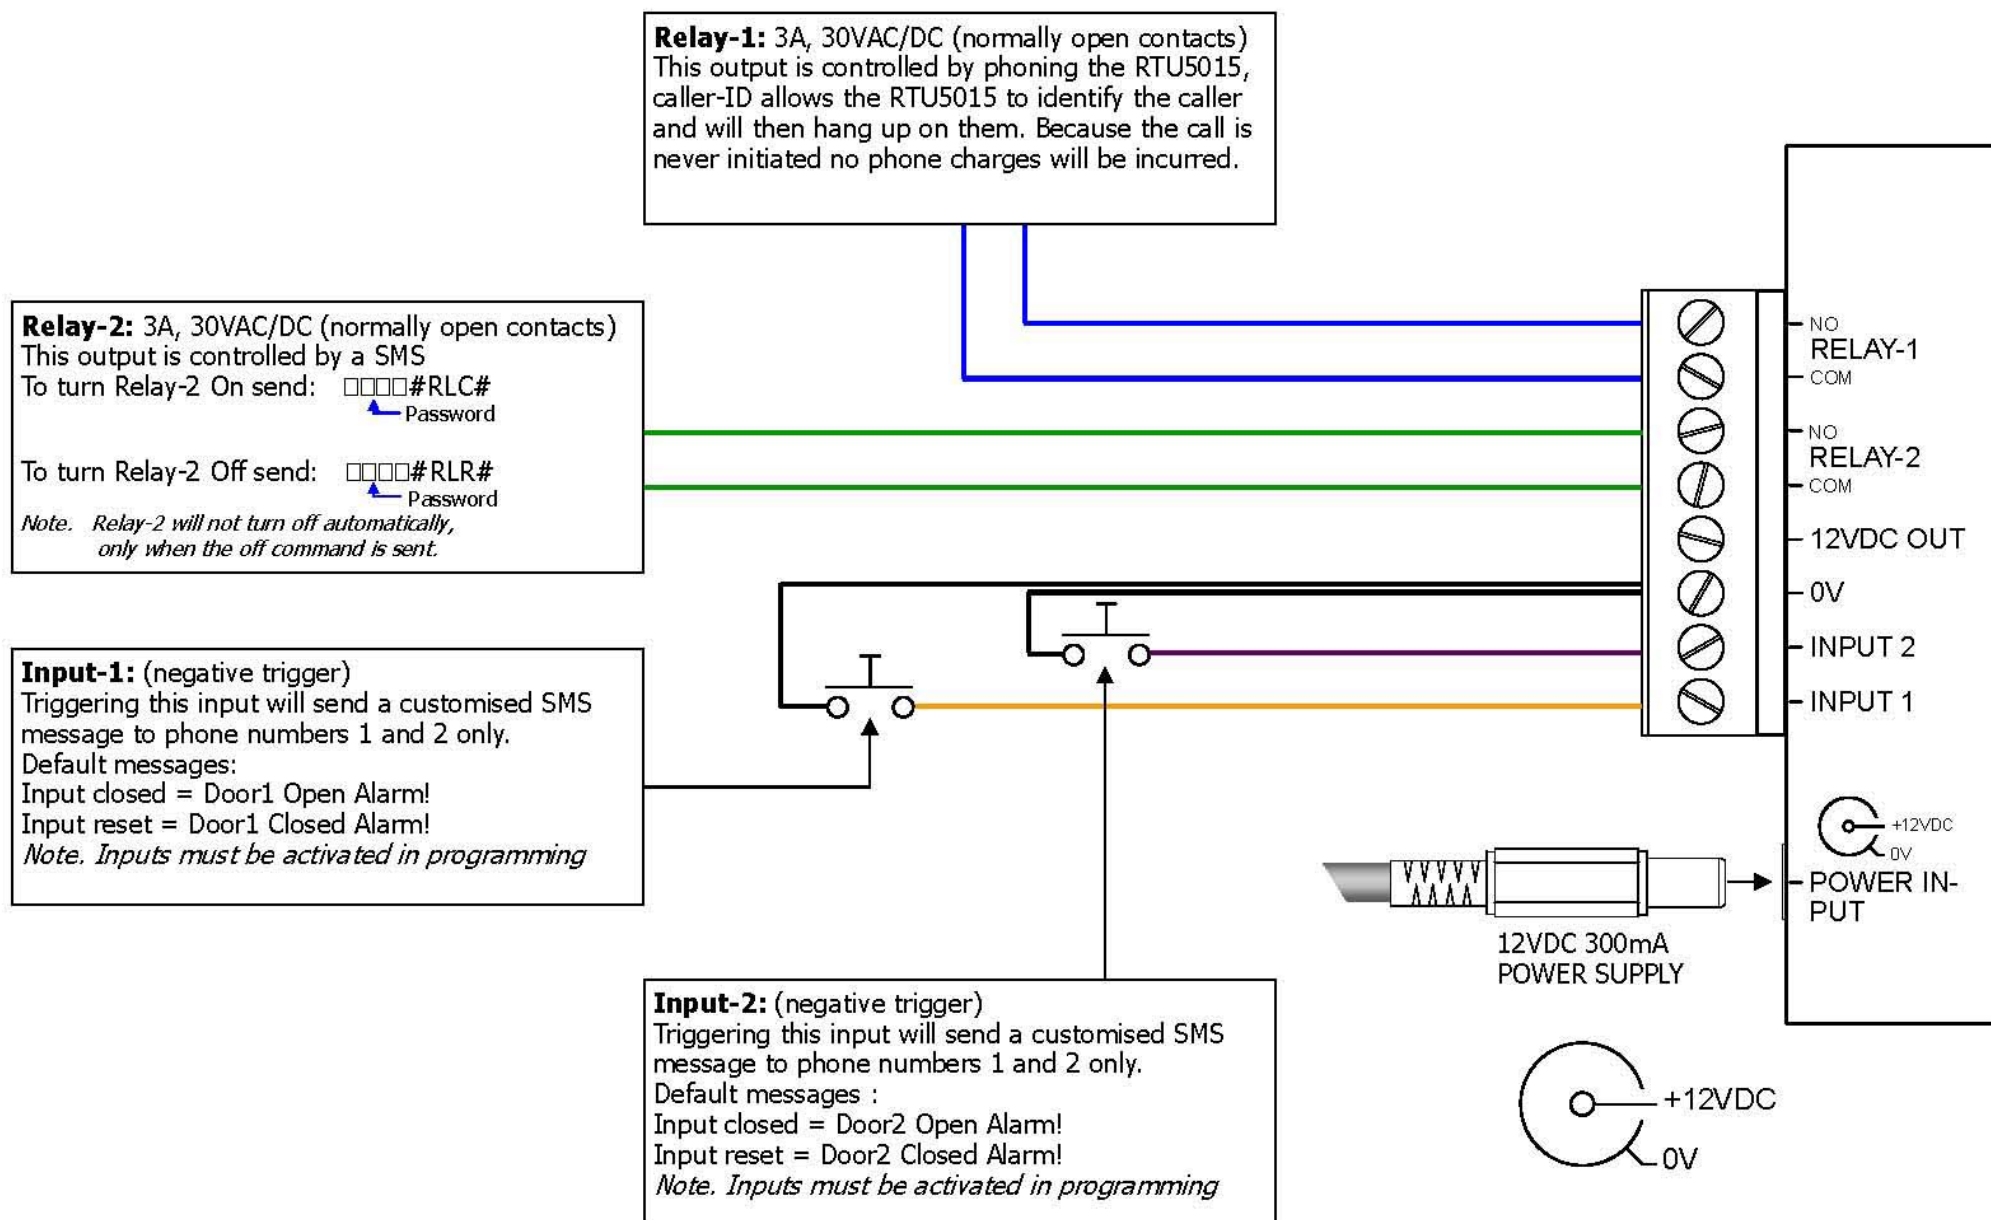 Relay-1: 3A, 30VAC/DC (normally open contacts)
This output is controlled by phoning the RTU5015,
caller-ID allows the RTU5015 to identify the caller
and will then hang up on them. Because the call is
never initiated no phone charges will be incurred.
Relay-2: 3A, 30VAC/DC (normally open contacts)
This output is controlled by a SMS
To turn Relay-2 On send: □□□□#RLC#
Password
To turn Relay-2 Off send: □□□□#RLR#
Password
Note. Relay-2 will not turn off automatically,
only when the off command is sent.
Input-1: (negative trigger)
Triggering this input will send a customised SMS
message to phone numbers 1 and 2 only.
Default messages:
Input closed = Door1 Open Alarm!
Input reset = Door1 Closed Alarm!
Note. Inputs must be activated in programming
Input-2: (negative trigger)
Triggering this input will send a customised SMS
message to phone numbers 1 and 2 only.
Default messages :
Input closed = Door2 Open Alarm!
Input reset = Door2 Closed Alarm!
Note. Inputs must be activated in programming
NO
RELAY-1
COM
NO
RELAY-2
COM
12VDC OUT
0V
INPUT 2
INPUT 1
+12VDC
0V
POWER IN-
PUT
12VDC 300mA
POWER SUPPLY
+12VDC
0V